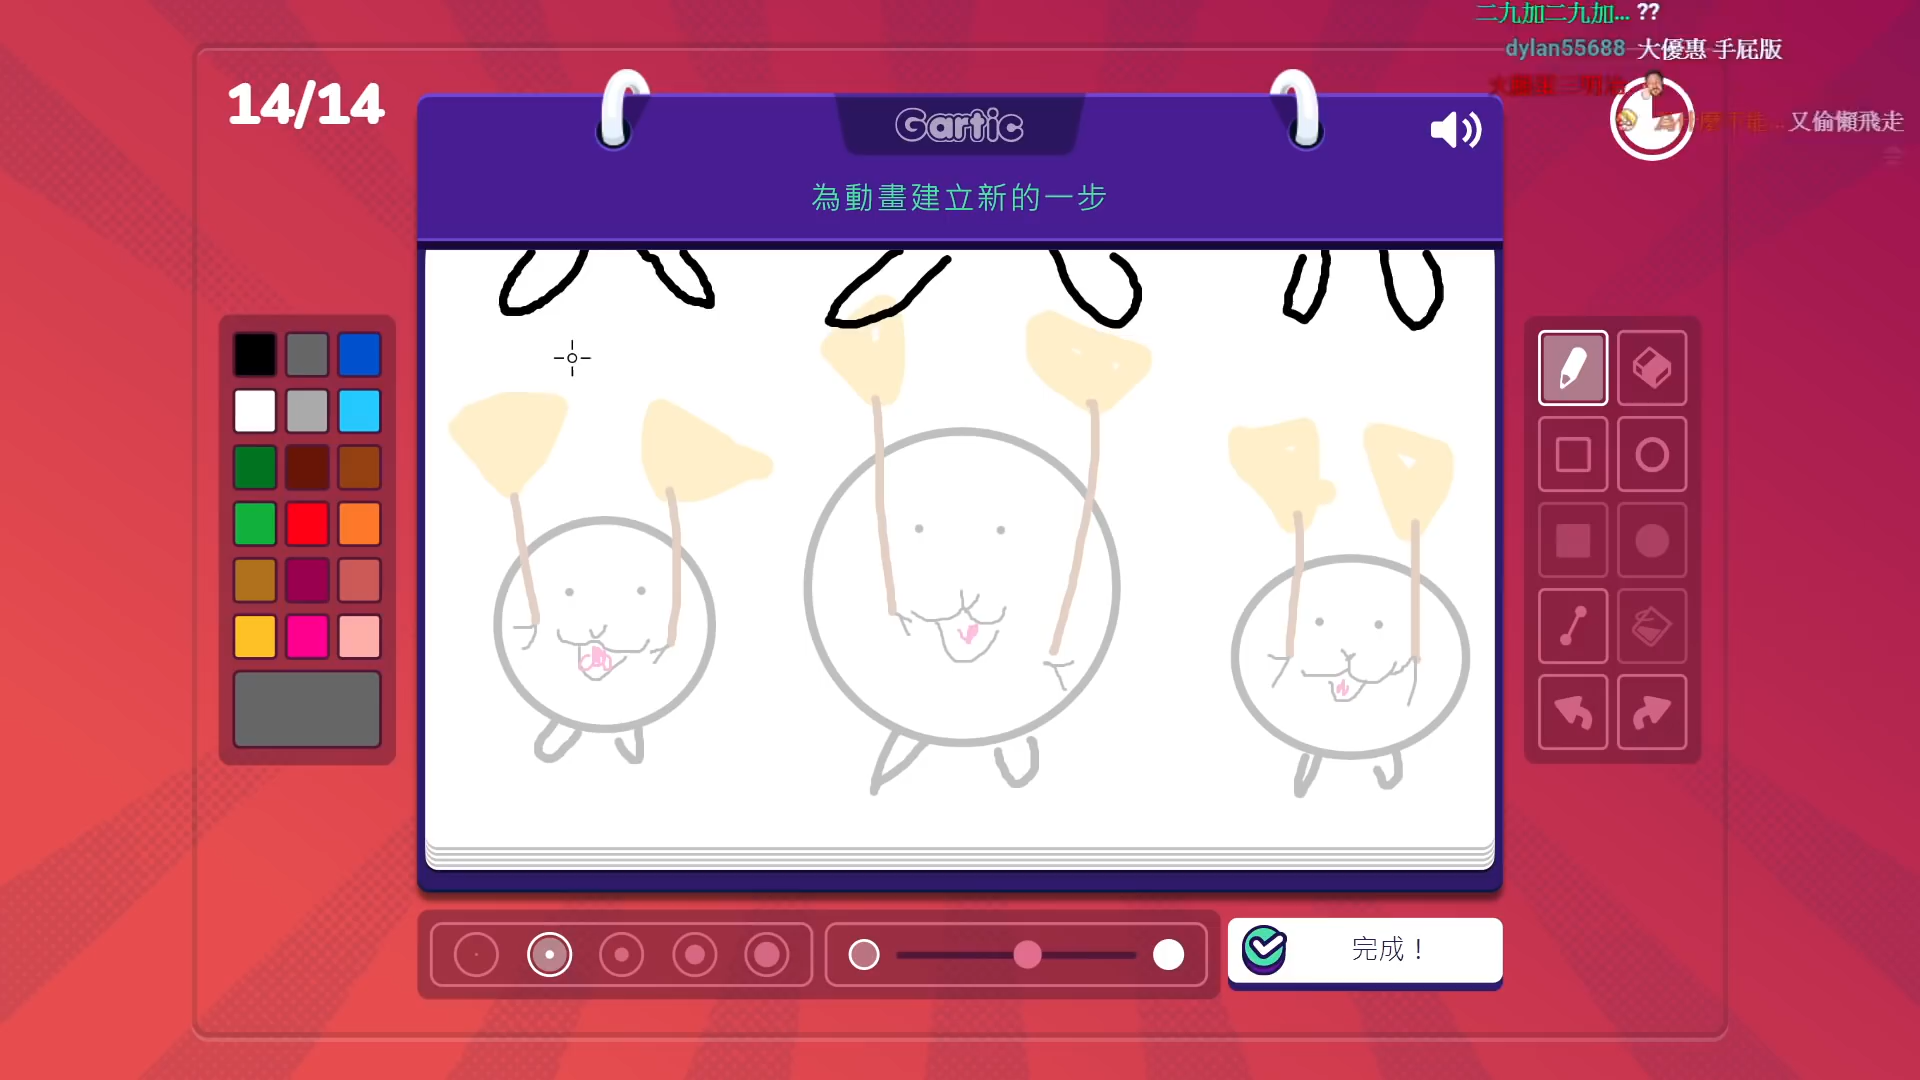 二九加二九加... ??
dylan55688 大優惠 手屁版
14/14
Gartic
又偷懶飛走
為動畫建立新的一步
完成！